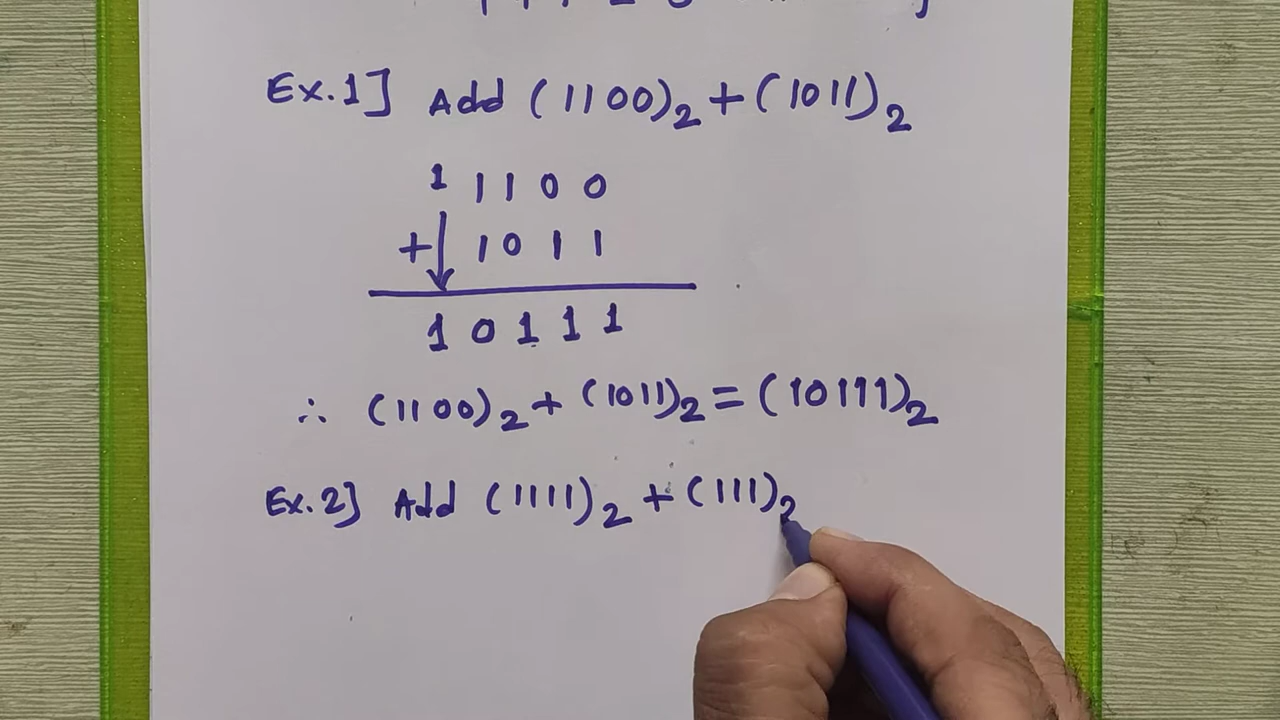 Ex.1] Add (1100)₂ + (1011)₂
1 1 1 0 0
+ 1 0 1 1
1 0 1 1 1
∴ (1100)₂ + (1011)₂ = (10111)₂
Ex.2] Add (1111)₂ + (111)₂